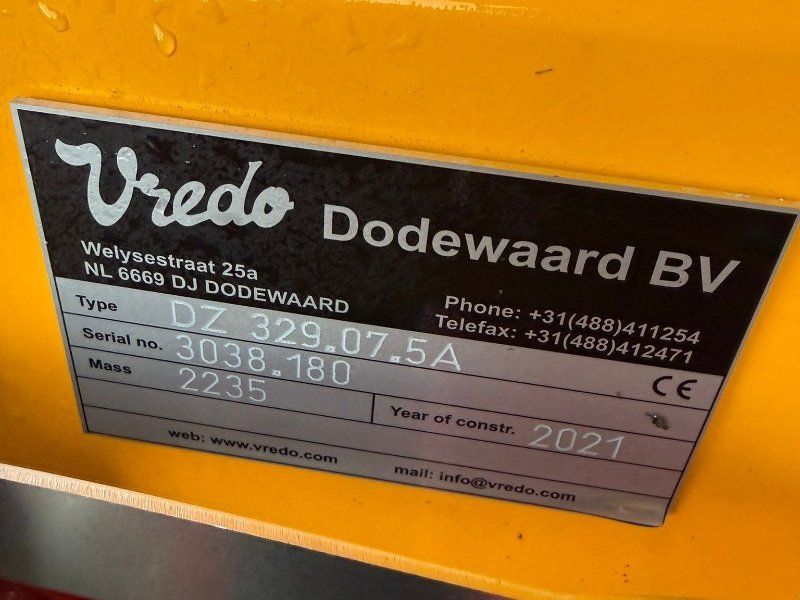 Vredo Dodewaard BV
Welysestraat 25a
NL 6669 DJ DODEWAARD
Phone: +31(488)411254
Telefax: +31(488)412471
Type DZ 329.07.5A
Serial no. 3038.180 CE
Mass 2235
Year of constr. 2021
web: www.vredo.com mail: info@vredo.com